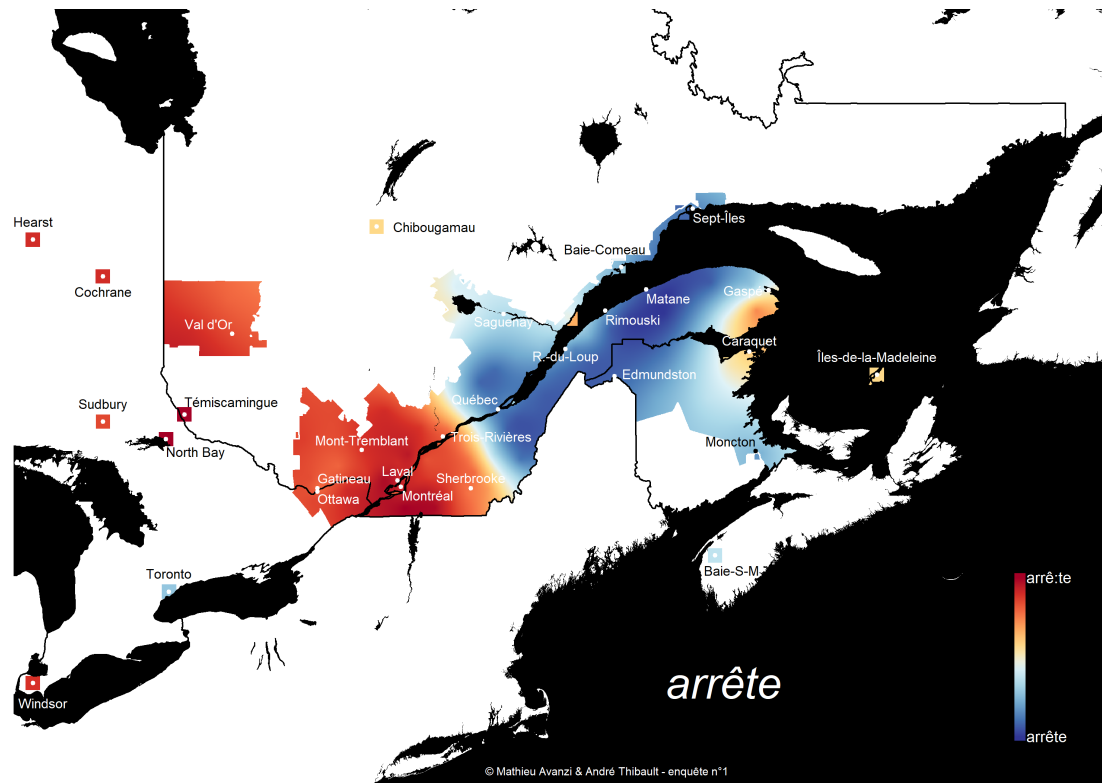 Hearst
Chibougamau
Sept-Îles
Baie-Comeau
Cochrane
Matane
Gaspé
Val d'Or
Saguenay
Rimouski
Caraquet
R.-du-Loup
Îles-de-la-Madeleine
Edmundston
Québec
Sudbury
Témiscamingue
Mont-Tremblant
Trois-Rivières
Moncton
North Bay
Laval
Gatineau
Sherbrooke
Ottawa
Montréal
Toronto
Baie-S-M-
arrê:te
arrête
Windsor
arrête
© Mathieu Avanzi & André Thibault - enquête n°1